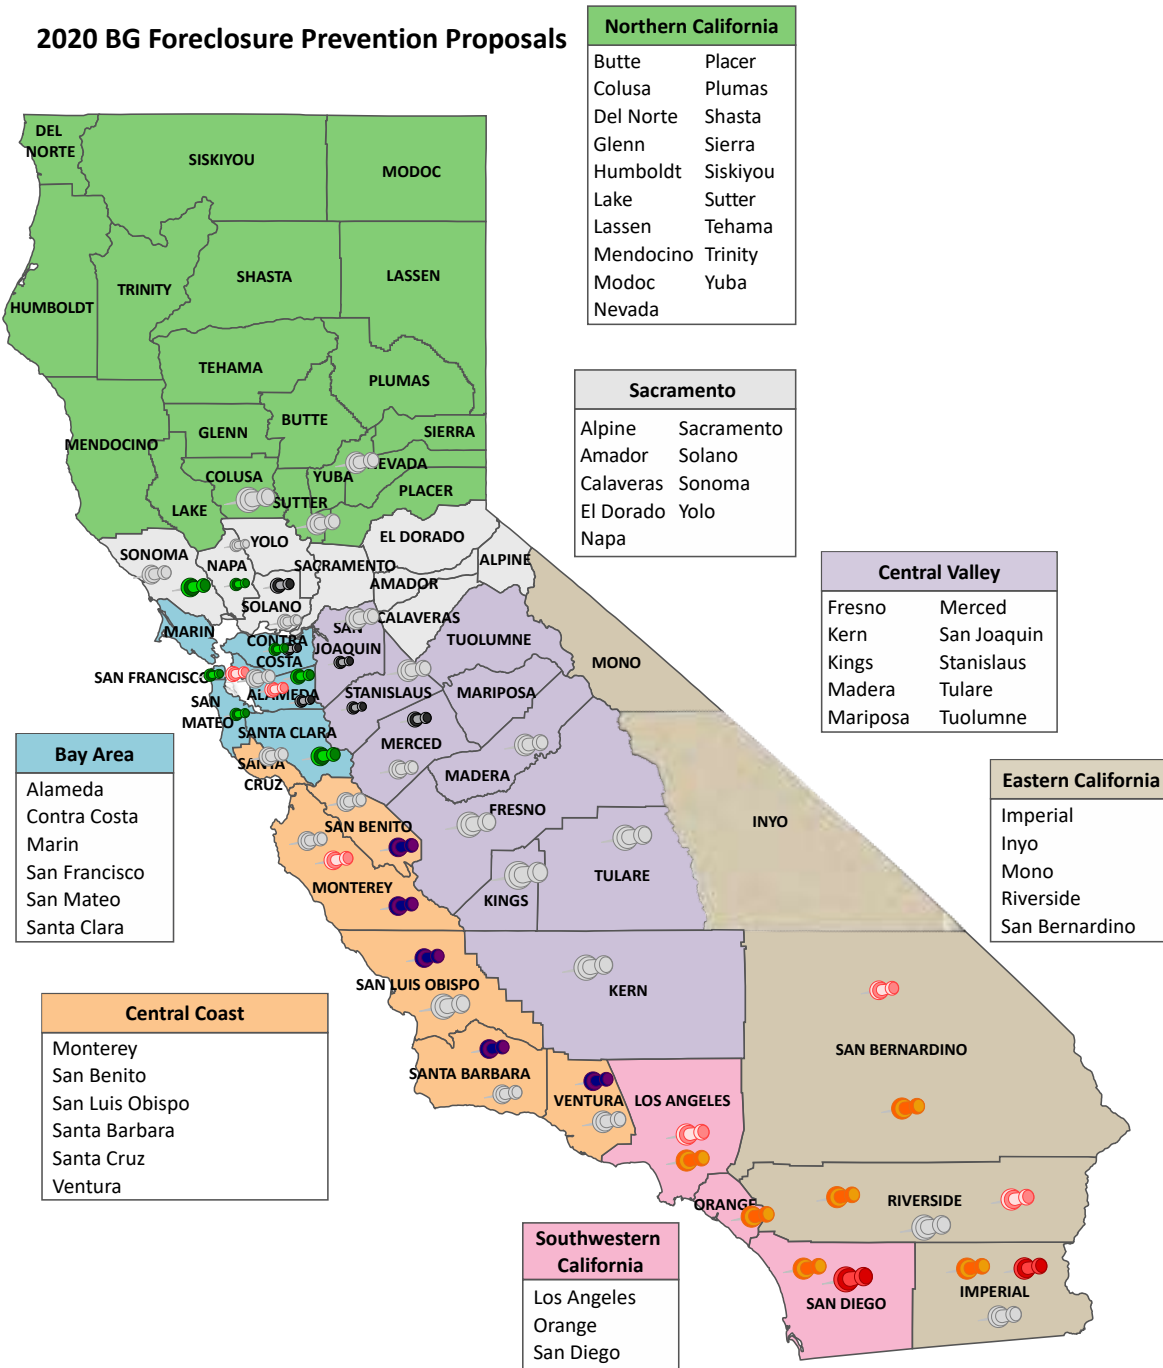 2020 BG Foreclosure Prevention Proposals
Northern California
Butte Placer
Colusa Plumas
Del Norte Shasta
Glenn Sierra
Humboldt Siskiyou
Lake Sutter
Lassen Tehama
Mendocino Trinity
Modoc Yuba
Nevada
DEL
NORTE
SISKIYOU
MODOC
HUMBOLDT
TRINITY
SHASTA
LASSEN
TEHAMA
PLUMAS
MENDOCINO
GLENN
BUTTE
SIERRA
COLUSA
YUBA
EVADA
LAKE
SUTTER
PLACER
Sacramento
Alpine Sacramento
Amador Solano
Calaveras Sonoma
El Dorado Yolo
Napa
SONOMA
NAPA
YOLO
SACRAMENTO
EL DORADO
ALPINE
AMADOR
SOLANO
CALAVERAS
Central Valley
Fresno Merced
Kern San Joaquin
Kings Stanislaus
Madera Tulare
Mariposa Tuolumne
MARIN
CONTRA
COSTA
SAN
JOAQUIN
TUOLUMNE
MONO
SAN FRANCISCO
ALAMEDA
STANISLAUS
MARIPOSA
SAN
MATEO
SANTA CLARA
MERCED
SANTA
CRUZ
MADERA
FRESNO
INYO
SAN BENITO
MONTEREY
KINGS
TULARE
Bay Area
Alameda
Contra Costa
Marin
San Francisco
San Mateo
Santa Clara
Eastern California
Imperial
Inyo
Mono
Riverside
San Bernardino
SAN LUIS OBISPO
KERN
SAN BERNARDINO
SANTA BARBARA
VENTURA
LOS ANGELES
Central Coast
Monterey
San Benito
San Luis Obispo
Santa Barbara
Santa Cruz
Ventura
ORANGE
RIVERSIDE
SAN DIEGO
IMPERIAL
Southwestern
California
Los Angeles
Orange
San Diego